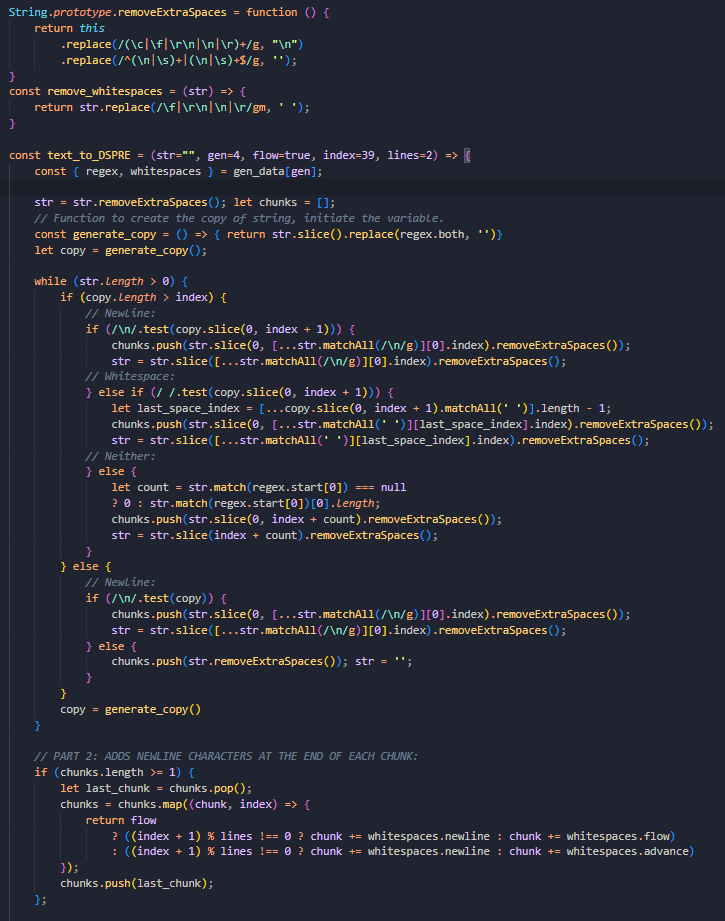 String.prototype.removeExtraSpaces = function () {
    return this
        .replace(/(\c|\f|\r\n|\n|\r)+/g, "\n")
        .replace(/^(\n|\s)+|(\n|\s)+$/g, '');
}
const remove_whitespaces = (str) => {
    return str.replace(/\f|\r\n|\n|\r/gm, ' ');
}

const text_to_DSPRE = (str="", gen=4, flow=true, index=39, lines=2) => {
    const { regex, whitespaces } = gen_data[gen];

    str = str.removeExtraSpaces(); let chunks = [];
    // Function to create the copy of string, initiate the variable.
    const generate_copy = () => { return str.slice().replace(regex.both, '')}
    let copy = generate_copy();

    while (str.length > 0) {
        if (copy.length > index) {
            // Newline:
            if (/\n/.test(copy.slice(0, index + 1))) {
                chunks.push(str.slice(0, [...str.matchAll(/\n/g)][0].index).removeExtraSpaces());
                str = str.slice([...str.matchAll(/\n/g)][0].index).removeExtraSpaces();
            // Whitespace:
            } else if (/ /.test(copy.slice(0, index + 1))) {
                let last_space_index = [...copy.slice(0, index + 1).matchAll(' ')].length - 1;
                chunks.push(str.slice(0, [...str.matchAll(' ')][last_space_index].index).removeExtraSpaces());
                str = str.slice([...str.matchAll(' ')][last_space_index].index).removeExtraSpaces();
            // Neither:
            } else {
                let count = str.match(regex.start[0]) === null
                ? 0 : str.match(regex.start[0])[0].length;
                chunks.push(str.slice(0, index + count).removeExtraSpaces());
                str = str.slice(index + count).removeExtraSpaces();
            }
        } else {
            // Newline:
            if (/\n/.test(copy)) {
                chunks.push(str.slice(0, [...str.matchAll(/\n/g)][0].index).removeExtraSpaces());
                str = str.slice([...str.matchAll(/\n/g)][0].index).removeExtraSpaces();
            } else {
                chunks.push(str.removeExtraSpaces()); str = '';
            }
        }
        copy = generate_copy()
    }

    // PART 2: ADDS NEWLINE CHARACTERS AT THE END OF EACH CHUNK:
    if (chunks.length >= 1) {
        let last_chunk = chunks.pop();
        chunks = chunks.map((chunk, index) => {
            return flow
                ? ((index + 1) % lines !== 0 ? chunk += whitespaces.newline : chunk += whitespaces.flow)
                : ((index + 1) % lines !== 0 ? chunk += whitespaces.newline : chunk += whitespaces.advance)
        });
        chunks.push(last_chunk);
    };